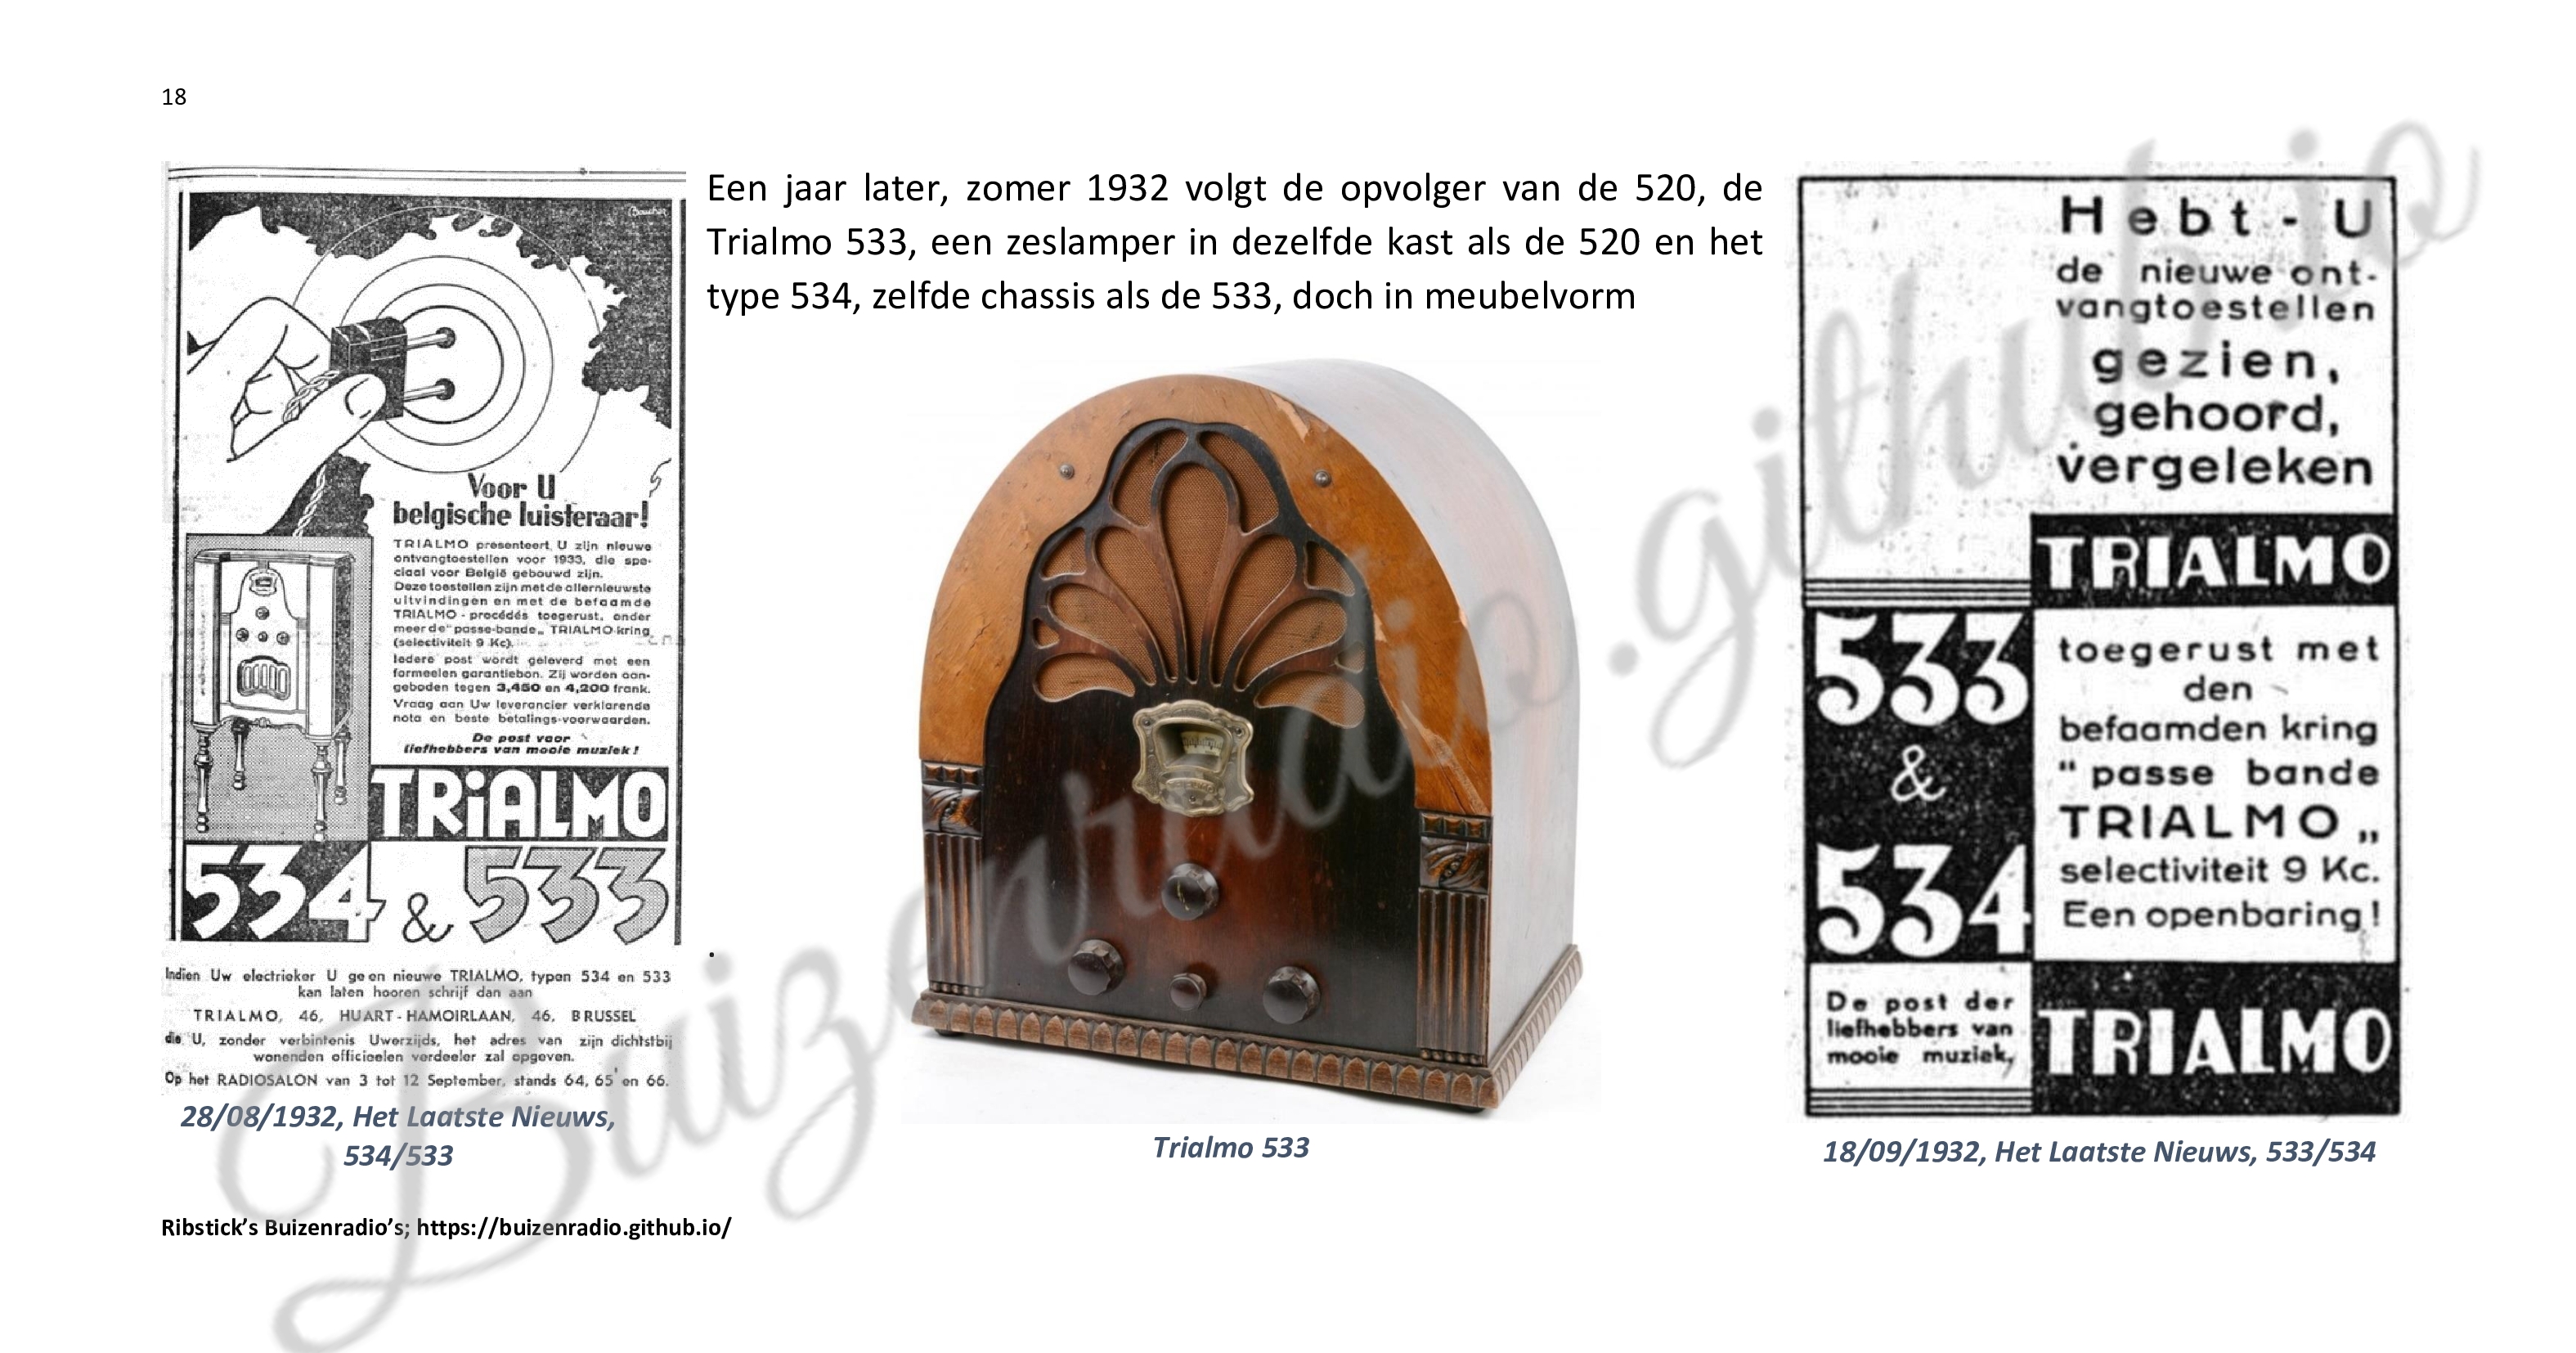 18
Boucher
Voor U
belgische luisteraar!
TRIALMO presenteert U zijn nieuwe
ontvangtoestellen voor 1933, die spe-
ciaal voor België gebouwd zijn.
Deze toestellen zijn met de allernieuwste
uitvindingen en met de befaamde
TRIALMO - procédés toegerust, onder
meer de "passe-bande„ TRIALMO kring
(selectiviteit 9 Kc).
Iedere post wordt geleverd met een
formeelen garantiebon. Zij worden aan-
geboden tegen 3,450 en 4,200 frank.
Vraag aan Uw leverancier verklarende
nota en beste betalings-voorwaarden.
De post voor
liefhebbers van mooie muziek !
TRiALMO
534 & 533
Indien Uw electrieker U geen nieuwe TRIALMO, typen 534 en 533
kan laten hooren schrijf dan aan
TRIALMO, 46, HUART-HAMOIRLAAN, 46, BRUSSEL
die U, zonder verbintenis Uwerzijds, het adres van zijn dichtstbij
wonenden officieelen verdeeler zal opgeven.
Op het RADIOSALON van 3 tot 12 September, stands 64, 65 en 66.
28/08/1932, Het Laatste Nieuws,
534/533
Een jaar later, zomer 1932 volgt de opvolger van de 520, de
Trialmo 533, een zeslamper in dezelfde kast als de 520 en het
type 534, zelfde chassis als de 533, doch in meubelvorm
.
Trialmo 533
Hebt - U
de nieuwe ont-
vangtoestellen
gezien,
gehoord,
vergeleken
TRIALMO
533
&
534
toegerust met
den
befaamden kring
“ passe bande
TRIALMO „
selectiviteit 9 Kc.
Een openbaring !
De post der
liefhebbers van
mooie muziek,
TRIALMO
18/09/1932, Het Laatste Nieuws, 533/534
Ribstick’s Buizenradio’s; https://buizenradio.github.io/
Buizenradio.github.io